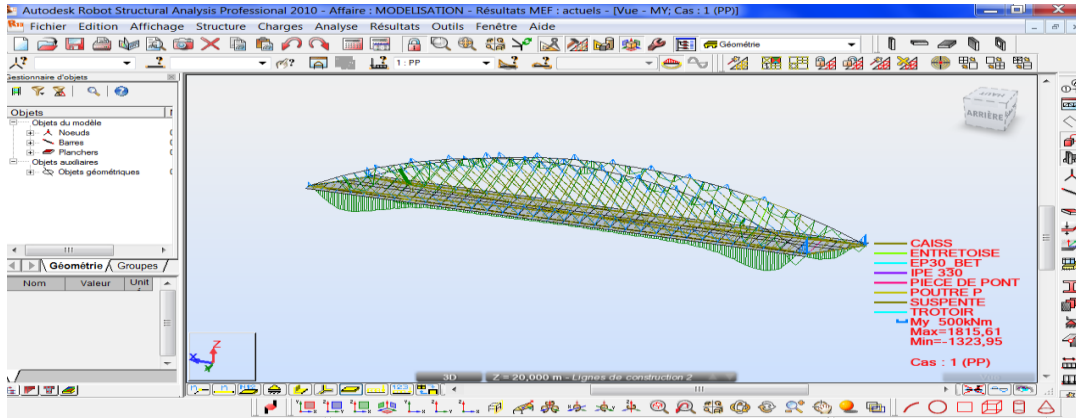 Autodesk Robot Structural Analysis Professional 2010 - Affaire : MODELISATION - Résultats MEF : actuels - [Vue - MY; Cas : 1 (PP)]
Fichier Edition Affichage Structure Charges Analyse Résultats Outils Fenêtre Aide
Géométrie
1 : PP
Gestionnaire d'objets
Objets
Objets du modèle
Noeuds
Barres
Planchers
Objets auxiliaires
Objets géométriques
Géométrie Groupes
Nom Valeur Unit
ARRIÈRE
CAISS
ENTRETOISE
EP30_BET
IPE 330
PIECE DE PONT
POUTRE P
SUSPENTE
TROTOIR
My 500kNm
Max=1815,61
Min=-1323,95
Cas : 1 (PP)
Z
X
3D Z = 20,000 m - Lignes de construction 2